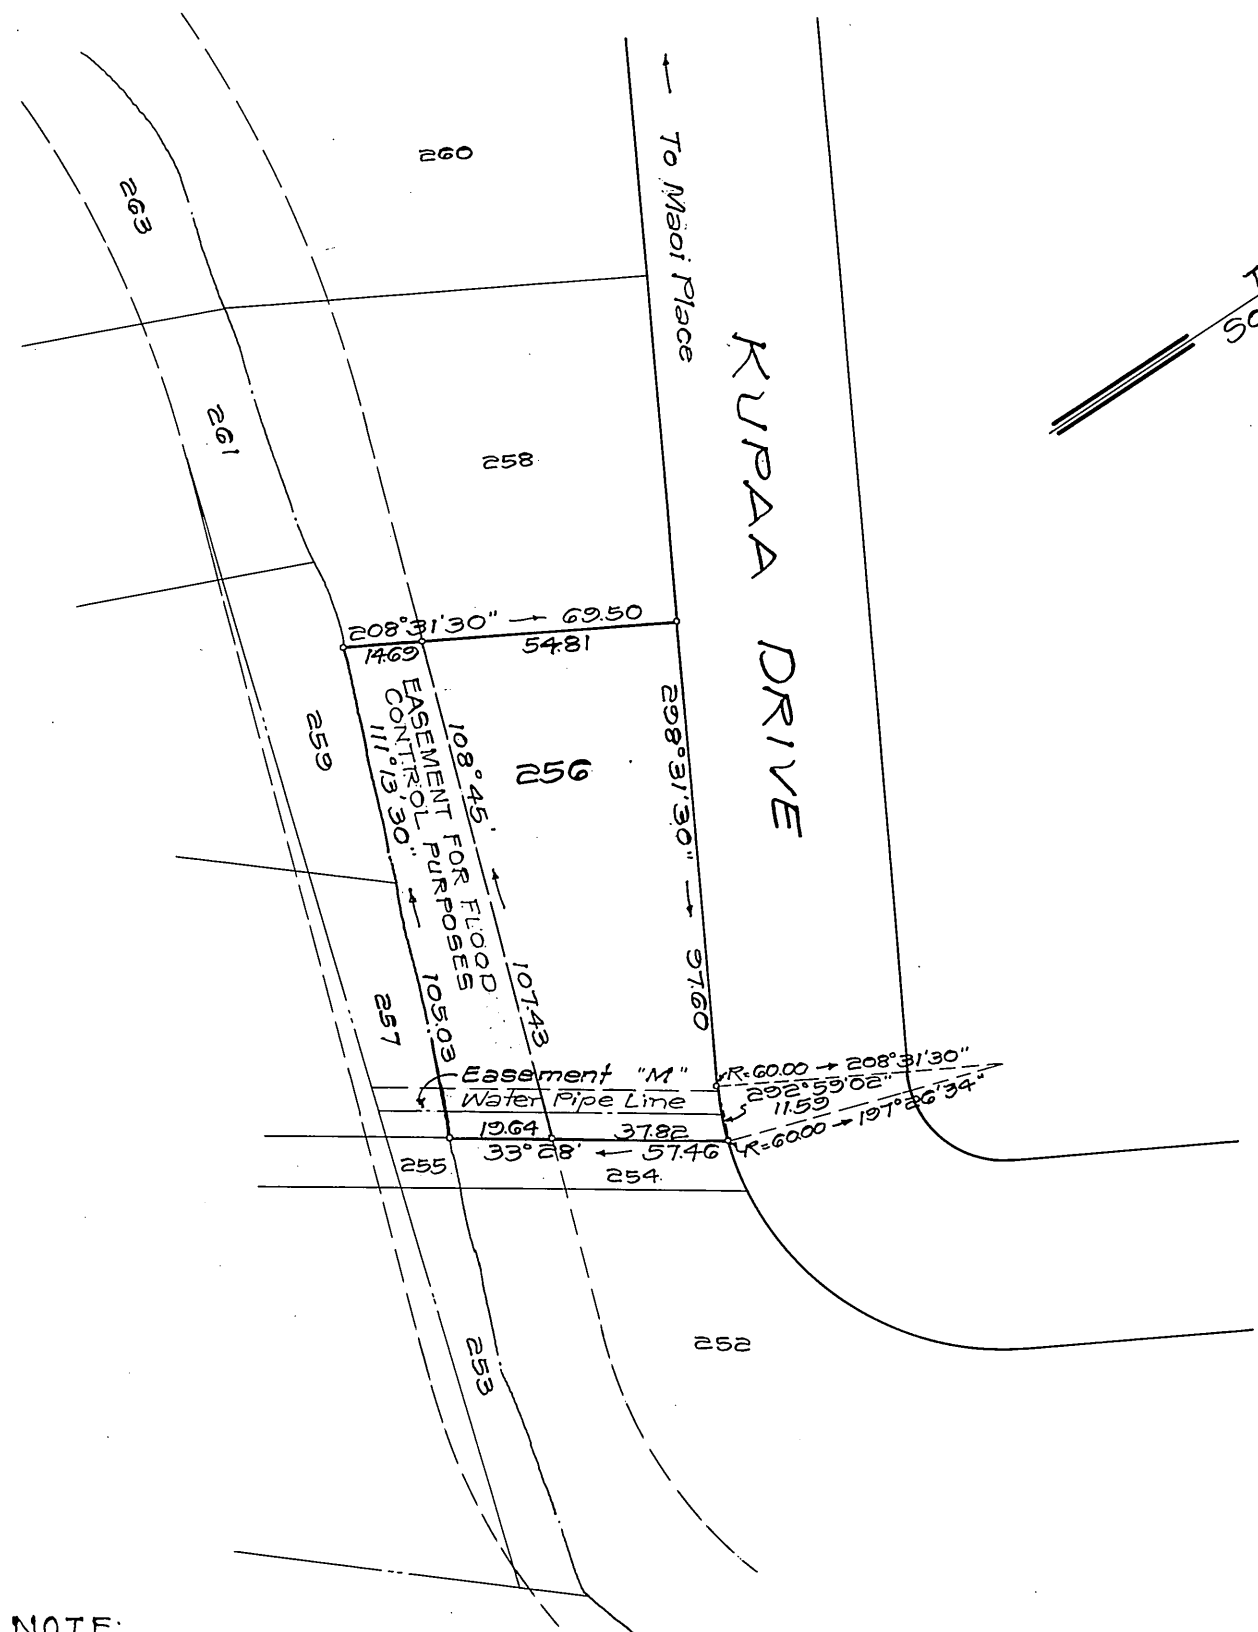 260
263
← To Maoi Place
KUPAA DRIVE
261
258
208°31'30" → 69.50
14.69
54.81
259
EASEMENT FOR FLOOD
CONTROL PURPOSES
111°13'30"
105.03
108°45'
107.43
256
298°31'30" → 97.60
257
Easement "M"
Water Pipe Line
R=60.00 → 208°31'30"
292°59'02"
11.59
R=60.00 → 197°26'34"
19.64
37.82
33°28' ← 57.46
255
254
252
253
NOTE: